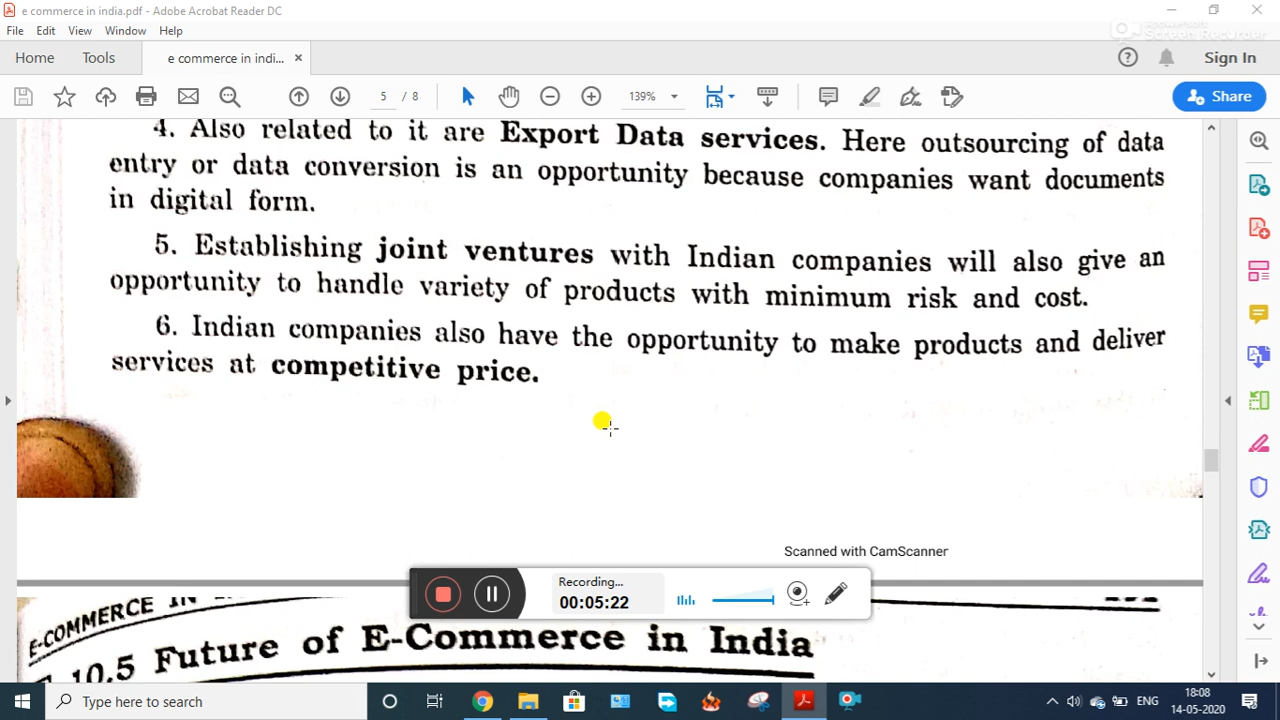 e commerce in india.pdf - Adobe Acrobat Reader DC
File Edit View Window Help
Screen Recorder
Home Tools e commerce in indi... × Sign In
5 / 8 139% Share
4. Also related to it are Export Data services. Here outsourcing of data
entry or data conversion is an opportunity because companies want documents
in digital form.
5. Establishing joint ventures with Indian companies will also give an
opportunity to handle variety of products with minimum risk and cost.
6. Indian companies also have the opportunity to make products and deliver
services at competitive price.
Scanned with CamScanner
Recording...
00:05:22
E-COMMERCE IN
10.5 Future of E-Commerce in India
Type here to search
ENG
18:08
14-05-2020